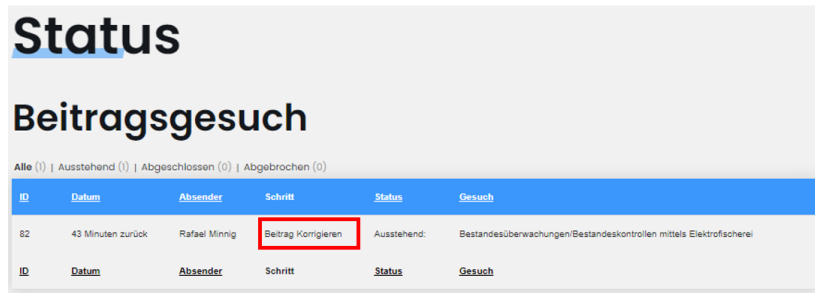 Status
Beitragsgesuch
Alle (1) | Ausstehend (1) | Abgeschlossen (0) | Abgebrochen (0)
ID Datum Absender Schritt Status Gesuch
82 43 Minuten zurück Rafael Minnig Beitrag Korrigieren Ausstehend: Bestandesüberwachungen/Bestandeskontrollen mittels Elektrofischerei
ID Datum Absender Schritt Status Gesuch